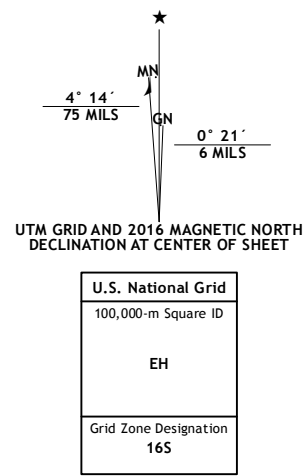 ★
MN
4° 14´
75 MILS
GN
0° 21´
6 MILS
UTM GRID AND 2016 MAGNETIC NORTH
DECLINATION AT CENTER OF SHEET
U.S. National Grid
100,000-m Square ID
EH
Grid Zone Designation
16S